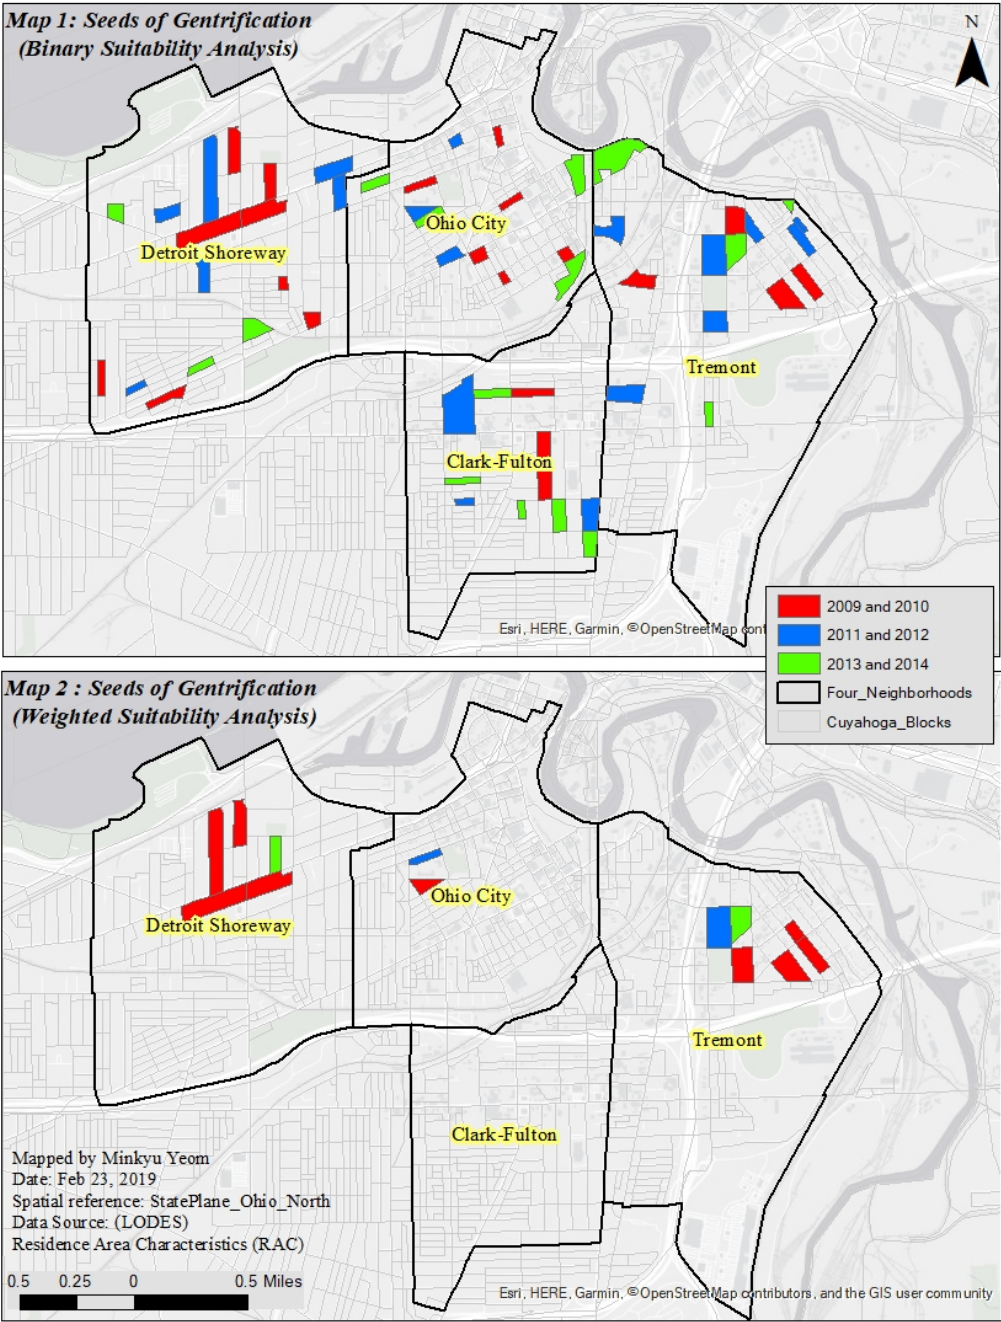 Map 1: Seeds of Gentrification
(Binary Suitability Analysis)
N
Ohio City
Detroit Shoreway
Tremont
Clark-Fulton
Esri, HERE, Garmin, ©OpenStreetMap cont
2009 and 2010
2011 and 2012
2013 and 2014
Four_Neighborhoods
Cuyahoga_Blocks
Map 2 : Seeds of Gentrification
(Weighted Suitability Analysis)
Ohio City
Detroit Shoreway
Tremont
Clark-Fulton
Mapped by Minkyu Yeom
Date: Feb 23, 2019
Spatial reference: StatePlane_Ohio_North
Data Source: (LODES)
Residence Area Characteristics (RAC)
0.5 0.25 0 0.5 Miles
Esri, HERE, Garmin, ©OpenStreetMap contributors, and the GIS user community